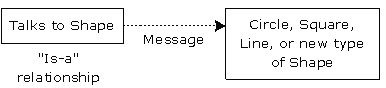 Talks to Shape
"Is-a"
relationship
Message
Circle, Square,
Line, or new type
of Shape